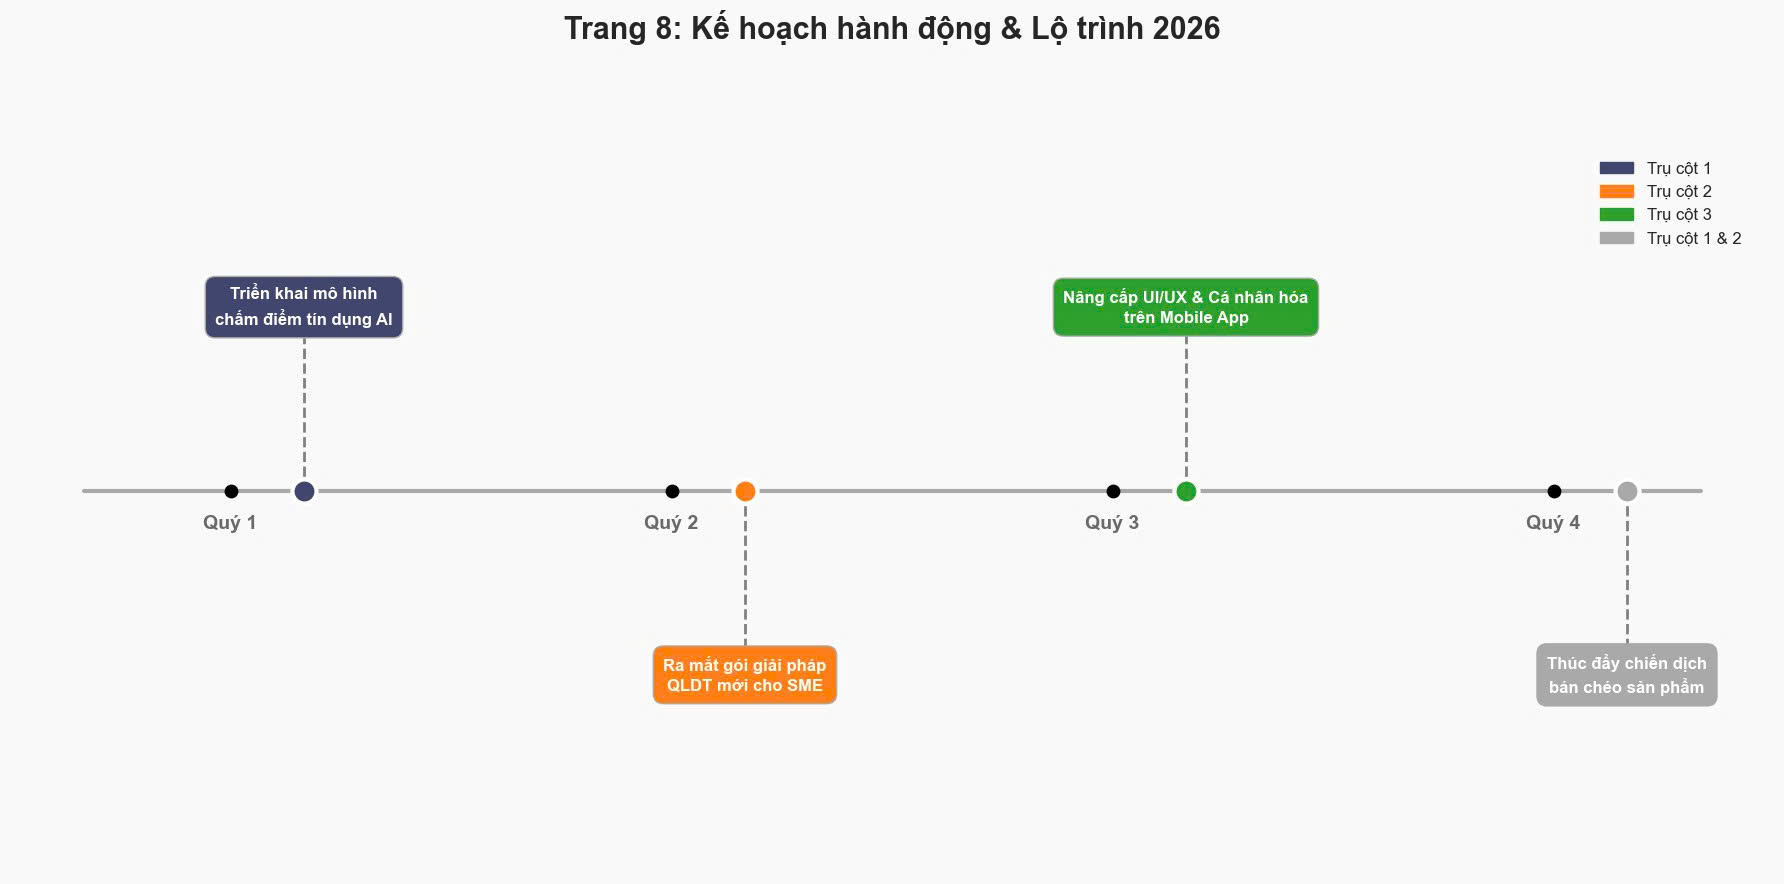 Trang 8: Kế hoạch hành động & Lộ trình 2026
Trụ cột 1
Trụ cột 2
Trụ cột 3
Trụ cột 1 & 2
Triển khai mô hình
chấm điểm tín dụng AI
Nâng cấp UI/UX & Cá nhân hóa
trên Mobile App
Quý 1
Quý 2
Quý 3
Quý 4
Ra mắt gói giải pháp
QLDT mới cho SME
Thúc đẩy chiến dịch
bán chéo sản phẩm